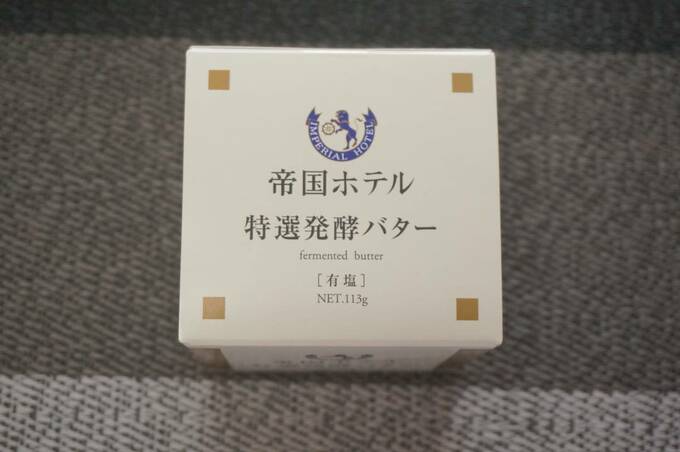 IMPERIAL HOTEL
帝国ホテル
特選発酵バター
fermented butter
[有塩]
NET.113g